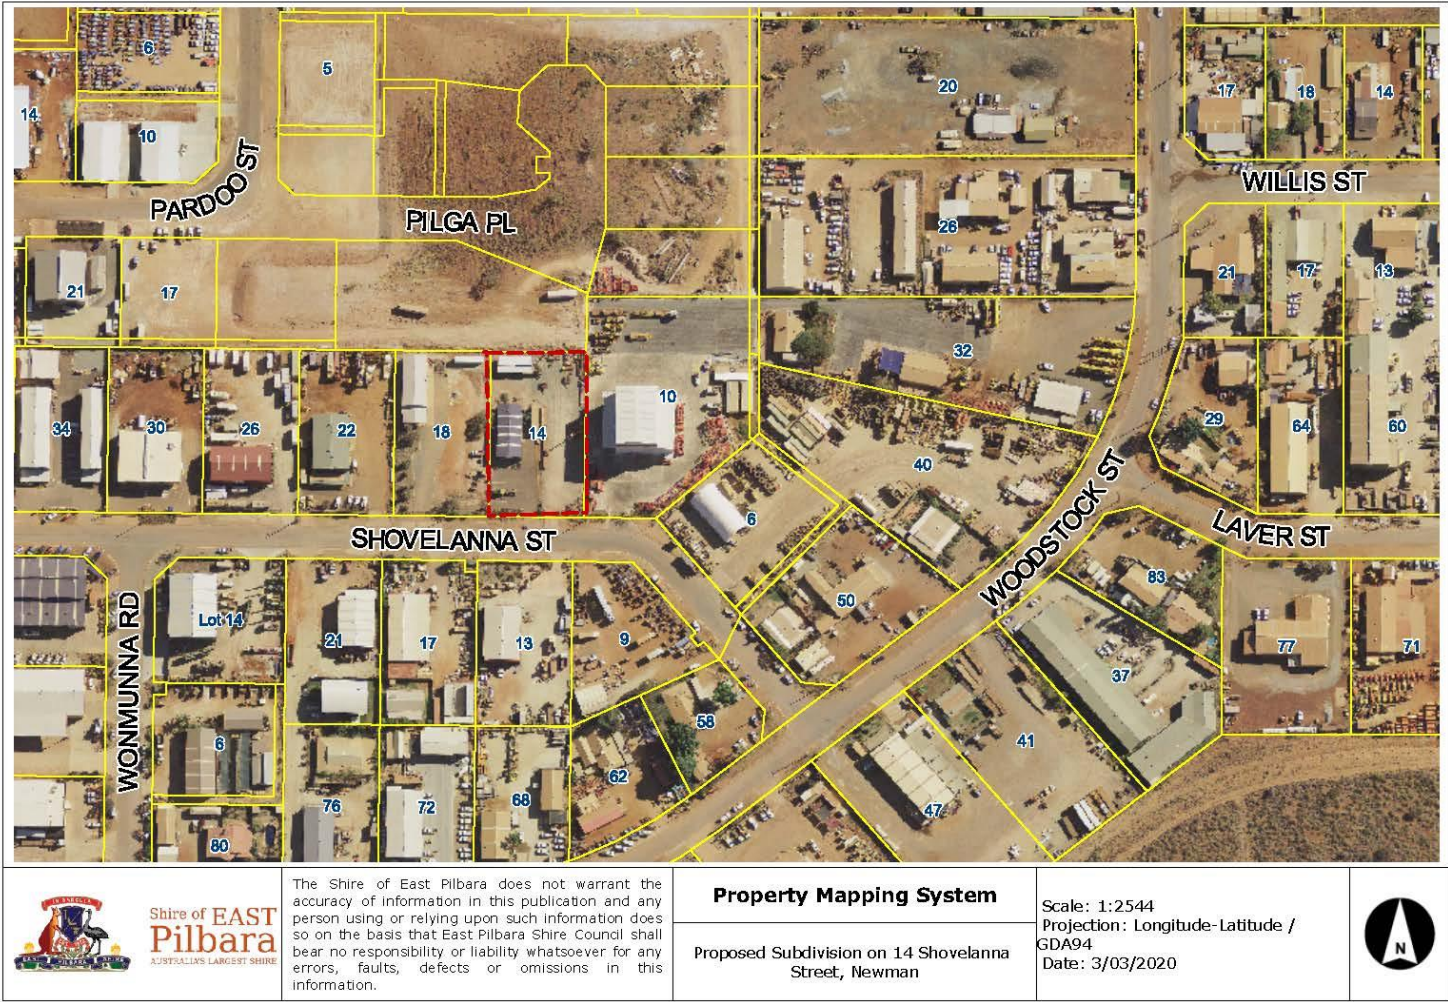 6
5
20
17
18
14
14
10
WILLIS ST
PARDOO ST
PILGA PL
26
21
17
13
21
17
32
10
34
30
26
22
18
14
29
64
60
40
6
SHOVELANNA ST
WOODSTOCK ST
LAVER ST
WONMUNNA RD
Lot 14
21
17
13
9
50
83
77
71
37
58
6
62
41
76
72
68
47
80
Shire of EAST
Pilbara
AUSTRALIA'S LARGEST SHIRE
The Shire of East Pilbara does not warrant the
accuracy of information in this publication and any
person using or relying upon such information does
so on the basis that East Pilbara Shire Council shall
bear no responsibility or liability whatsoever for any
errors, faults, defects or omissions in this
information.
Property Mapping System
Proposed Subdivision on 14 Shovelanna
Street, Newman
Scale: 1:2544
Projection: Longitude-Latitude /
GDA94
Date: 3/03/2020
N